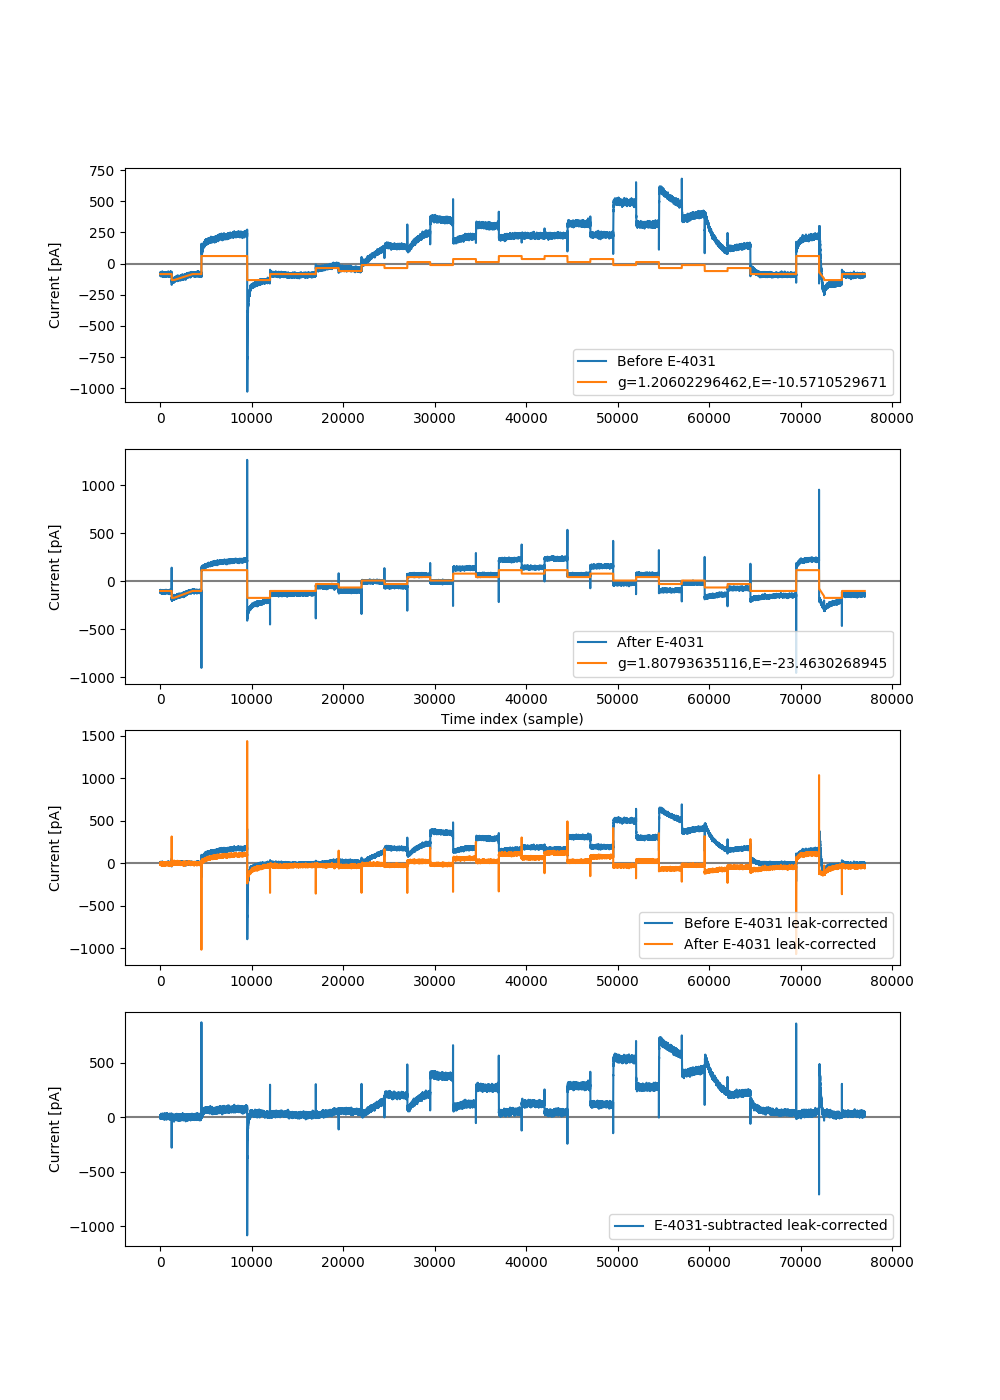 750
500
250
0
−250
−500
−750
−1000
Current [pA]
Before E-4031
g=1.20602296462,E=-10.5710529671
0 10000 20000 30000 40000 50000 60000 70000 80000
1000
500
0
−500
−1000
Current [pA]
After E-4031
g=1.80793635116,E=-23.4630268945
0 10000 20000 30000 40000 50000 60000 70000 80000
Time index (sample)
1500
1000
500
0
−500
−1000
Current [pA]
Before E-4031 leak-corrected
After E-4031 leak-corrected
0 10000 20000 30000 40000 50000 60000 70000 80000
500
0
−500
−1000
Current [pA]
E-4031-subtracted leak-corrected
0 10000 20000 30000 40000 50000 60000 70000 80000